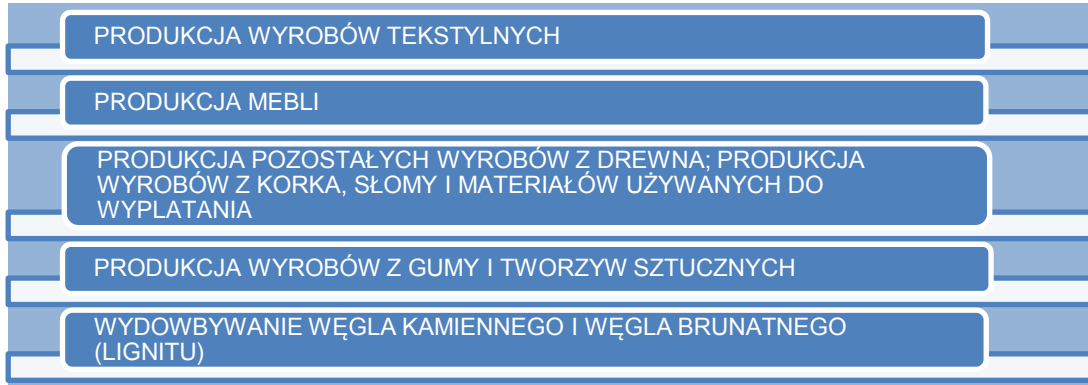 PRODUKCJA WYROBÓW TEKSTYLNYCH
PRODUKCJA MEBLI
PRODUKCJA POZOSTAŁYCH WYROBÓW Z DREWNA; PRODUKCJA
WYROBÓW Z KORKA, SŁOMY I MATERIAŁÓW UŻYWANYCH DO
WYPLATANIA
PRODUKCJA WYROBÓW Z GUMY I TWORZYW SZTUCZNYCH
WYDOWBYWANIE WĘGLA KAMIENNEGO I WĘGLA BRUNATNEGO
(LIGNITU)